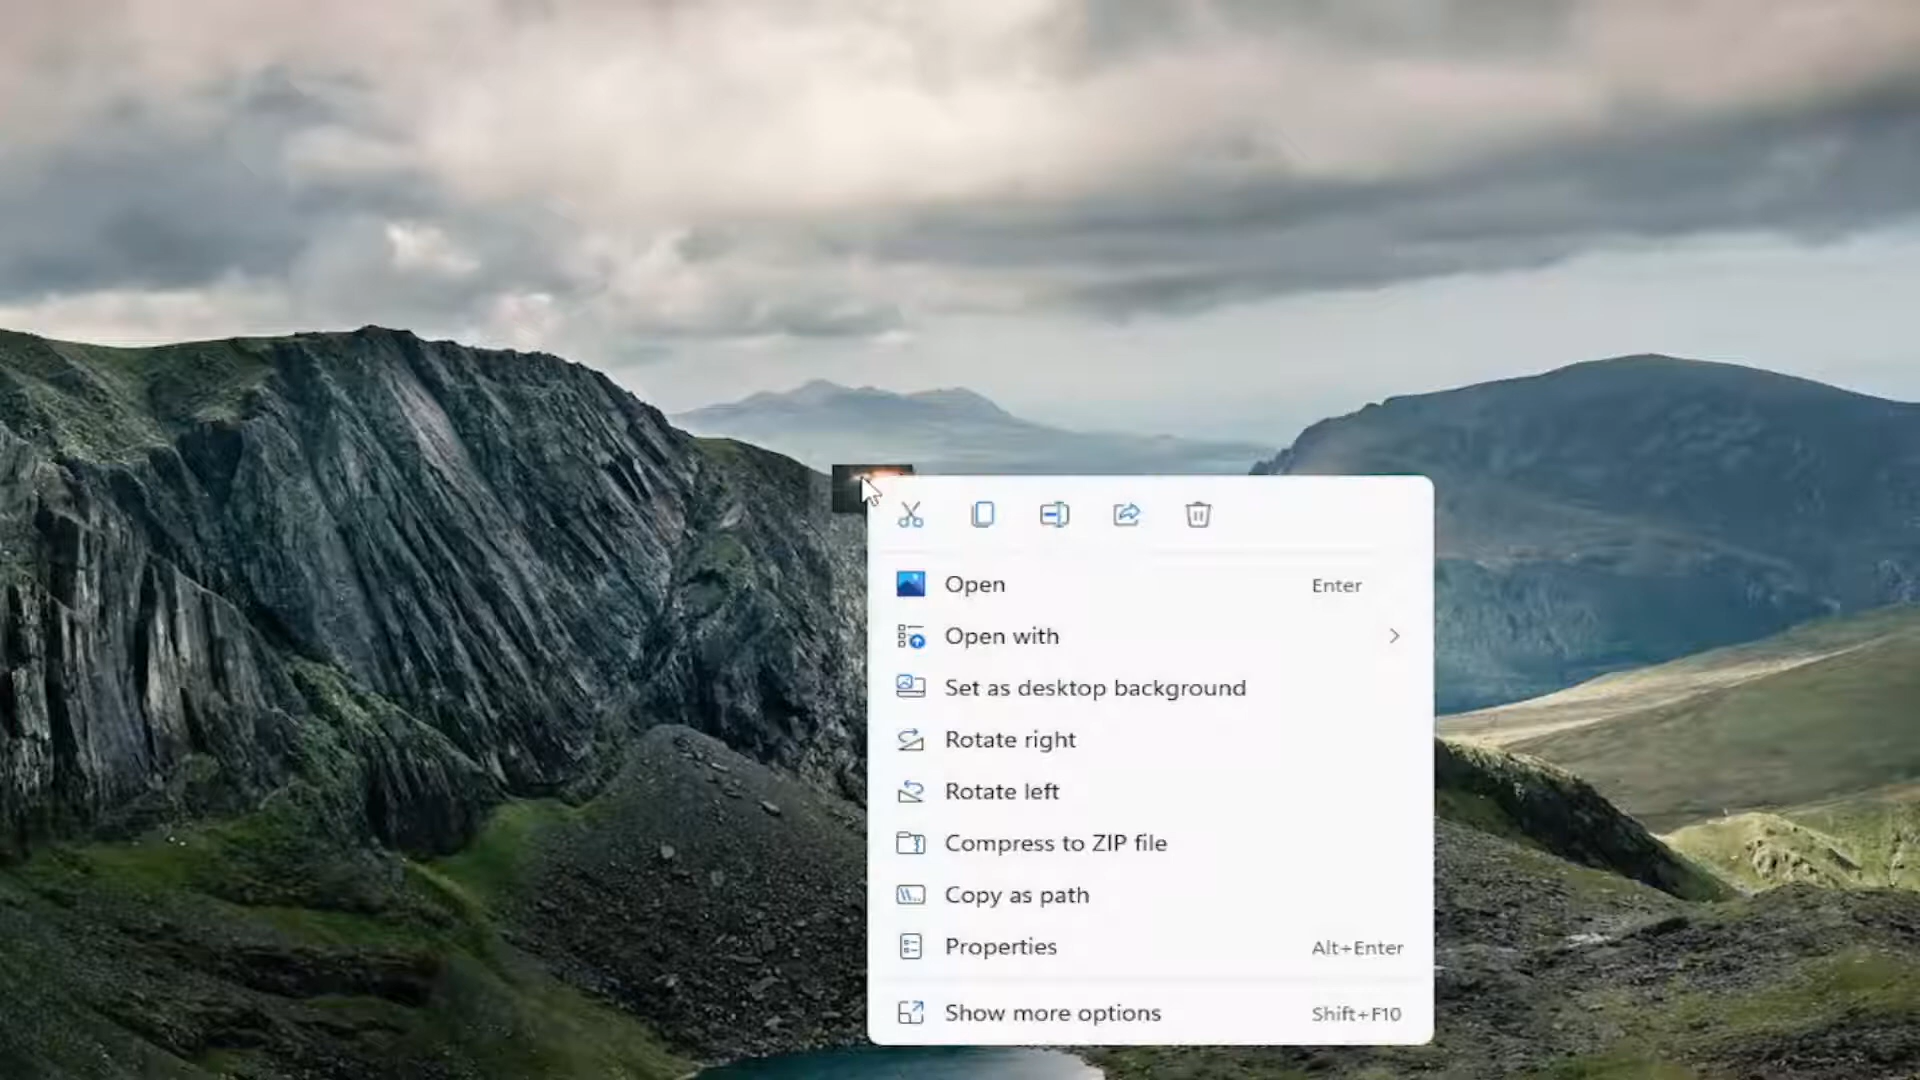 Open Enter
Open with
Set as desktop background
Rotate right
Rotate left
Compress to ZIP file
Copy as path
Properties Alt+Enter
Show more options Shift+F10